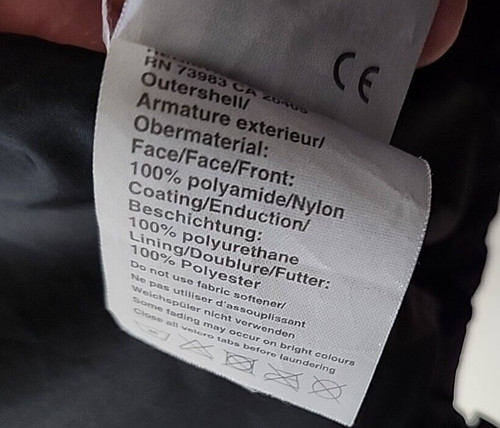 CE
RN 73983 CA
Outershell/
Armature exterieur/
Obermaterial:
Face/Face/Front:
100% polyamide/Nylon
Coating/Enduction/
Beschichtung:
100% polyurethane
Lining/Doublure/Futter:
100% Polyester
Do not use fabric softener/
Ne pas utiliser d'assouplissant
Weichspüler nicht verwenden
Some fading may occur on bright colours
Close all velcro tabs before laundering